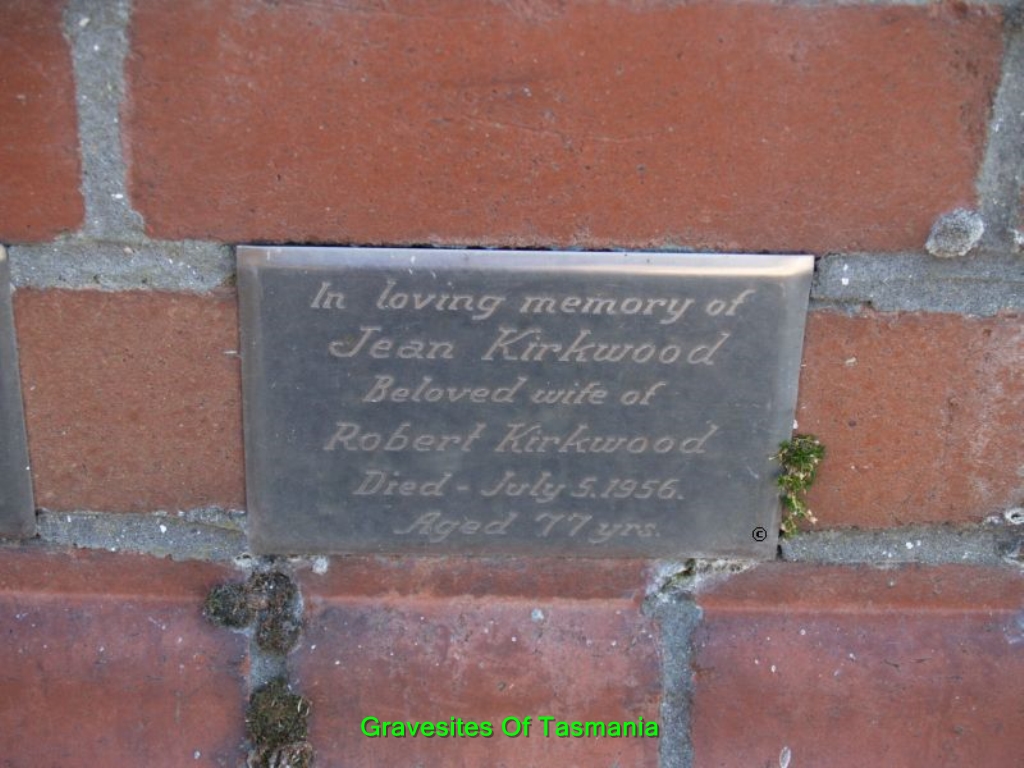 In loving memory of
Jean Kirkwood
Beloved wife of
Robert Kirkwood
Died - July 5. 1956.
Aged 77 yrs.
©
Gravesites Of Tasmania